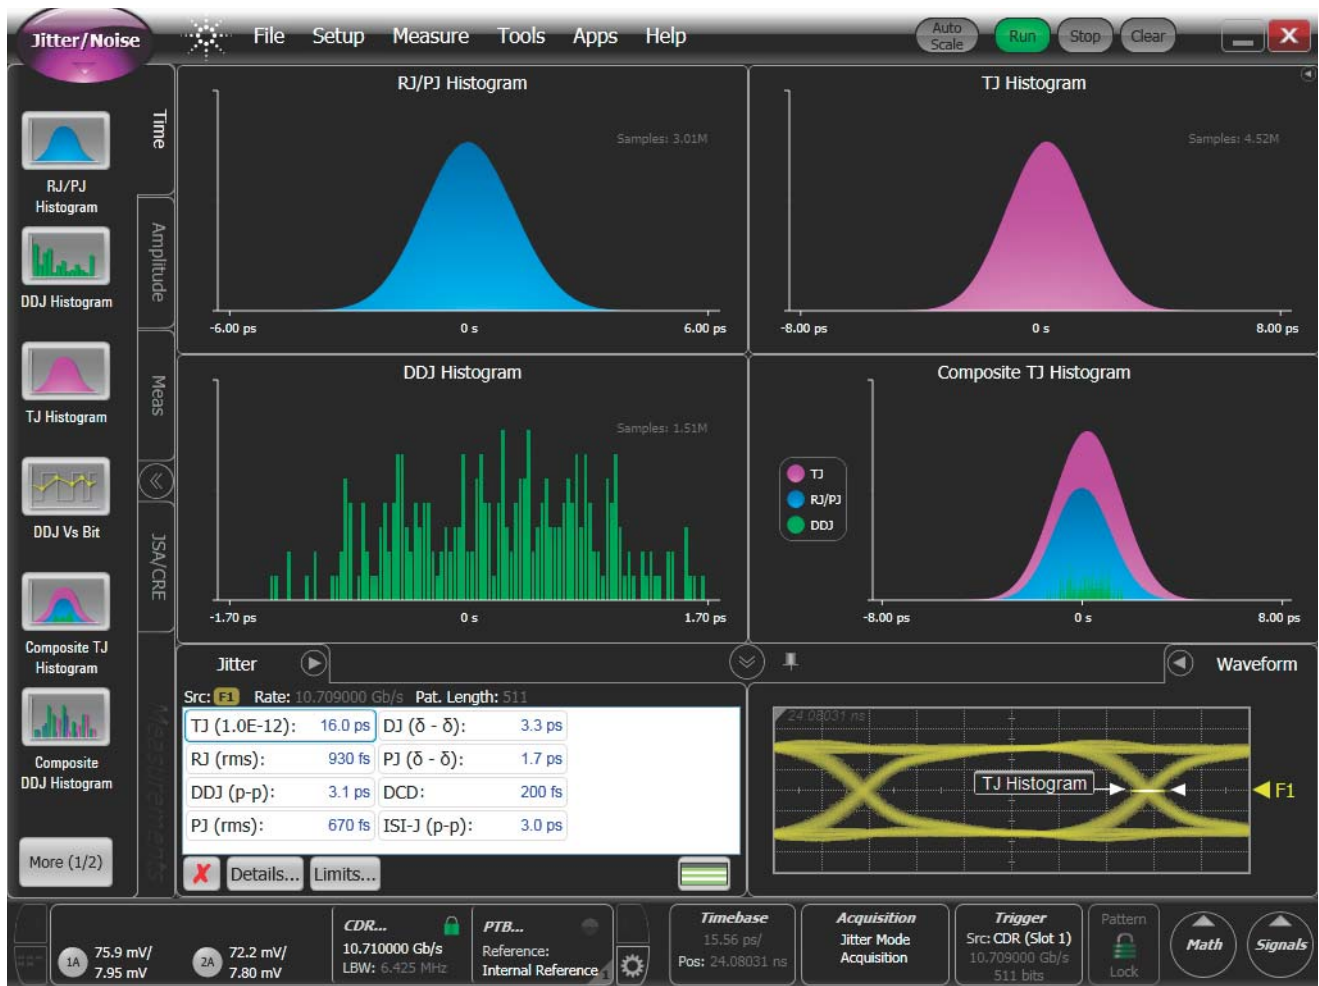 Jitter/Noise
File Setup Measure Tools Apps Help
Auto Scale
Run
Stop
Clear
RJ/PJ Histogram
DDJ Histogram
TJ Histogram
DDJ Vs Bit
Composite TJ Histogram
Composite DDJ Histogram
More (1/2)
Time
Amplitude
Meas
JSA/CRE
Measurements
RJ/PJ Histogram
Samples: 3.01M
-6.00 ps 0 s 6.00 ps
TJ Histogram
Samples: 4.52M
-8.00 ps 0 s 8.00 ps
DDJ Histogram
Samples: 1.51M
-1.70 ps 0 s 1.70 ps
Composite TJ Histogram
TJ
RJ/PJ
DDJ
-8.00 ps 0 s 8.00 ps
Jitter
Src: F1 Rate: 10.709000 Gb/s Pat. Length: 511
TJ (1.0E-12): 16.0 ps DJ (δ - δ): 3.3 ps
RJ (rms): 930 fs PJ (δ - δ): 1.7 ps
DDJ (p-p): 3.1 ps DCD: 200 fs
PJ (rms): 670 fs ISI-J (p-p): 3.0 ps
Details... Limits...
Waveform
24.08031 ns
TJ Histogram
F1
1A 75.9 mV/
7.95 mV
2A 72.2 mV/
7.80 mV
CDR...
10.710000 Gb/s
LBW: 6.425 MHz
PTB...
Reference:
Internal Reference
1
Timebase
15.56 ps/
Pos: 24.08031 ns
Acquisition
Jitter Mode
Acquisition
Trigger
Src: CDR (Slot 1)
10.709000 Gb/s
511 bits
Pattern
Lock
Math
Signals